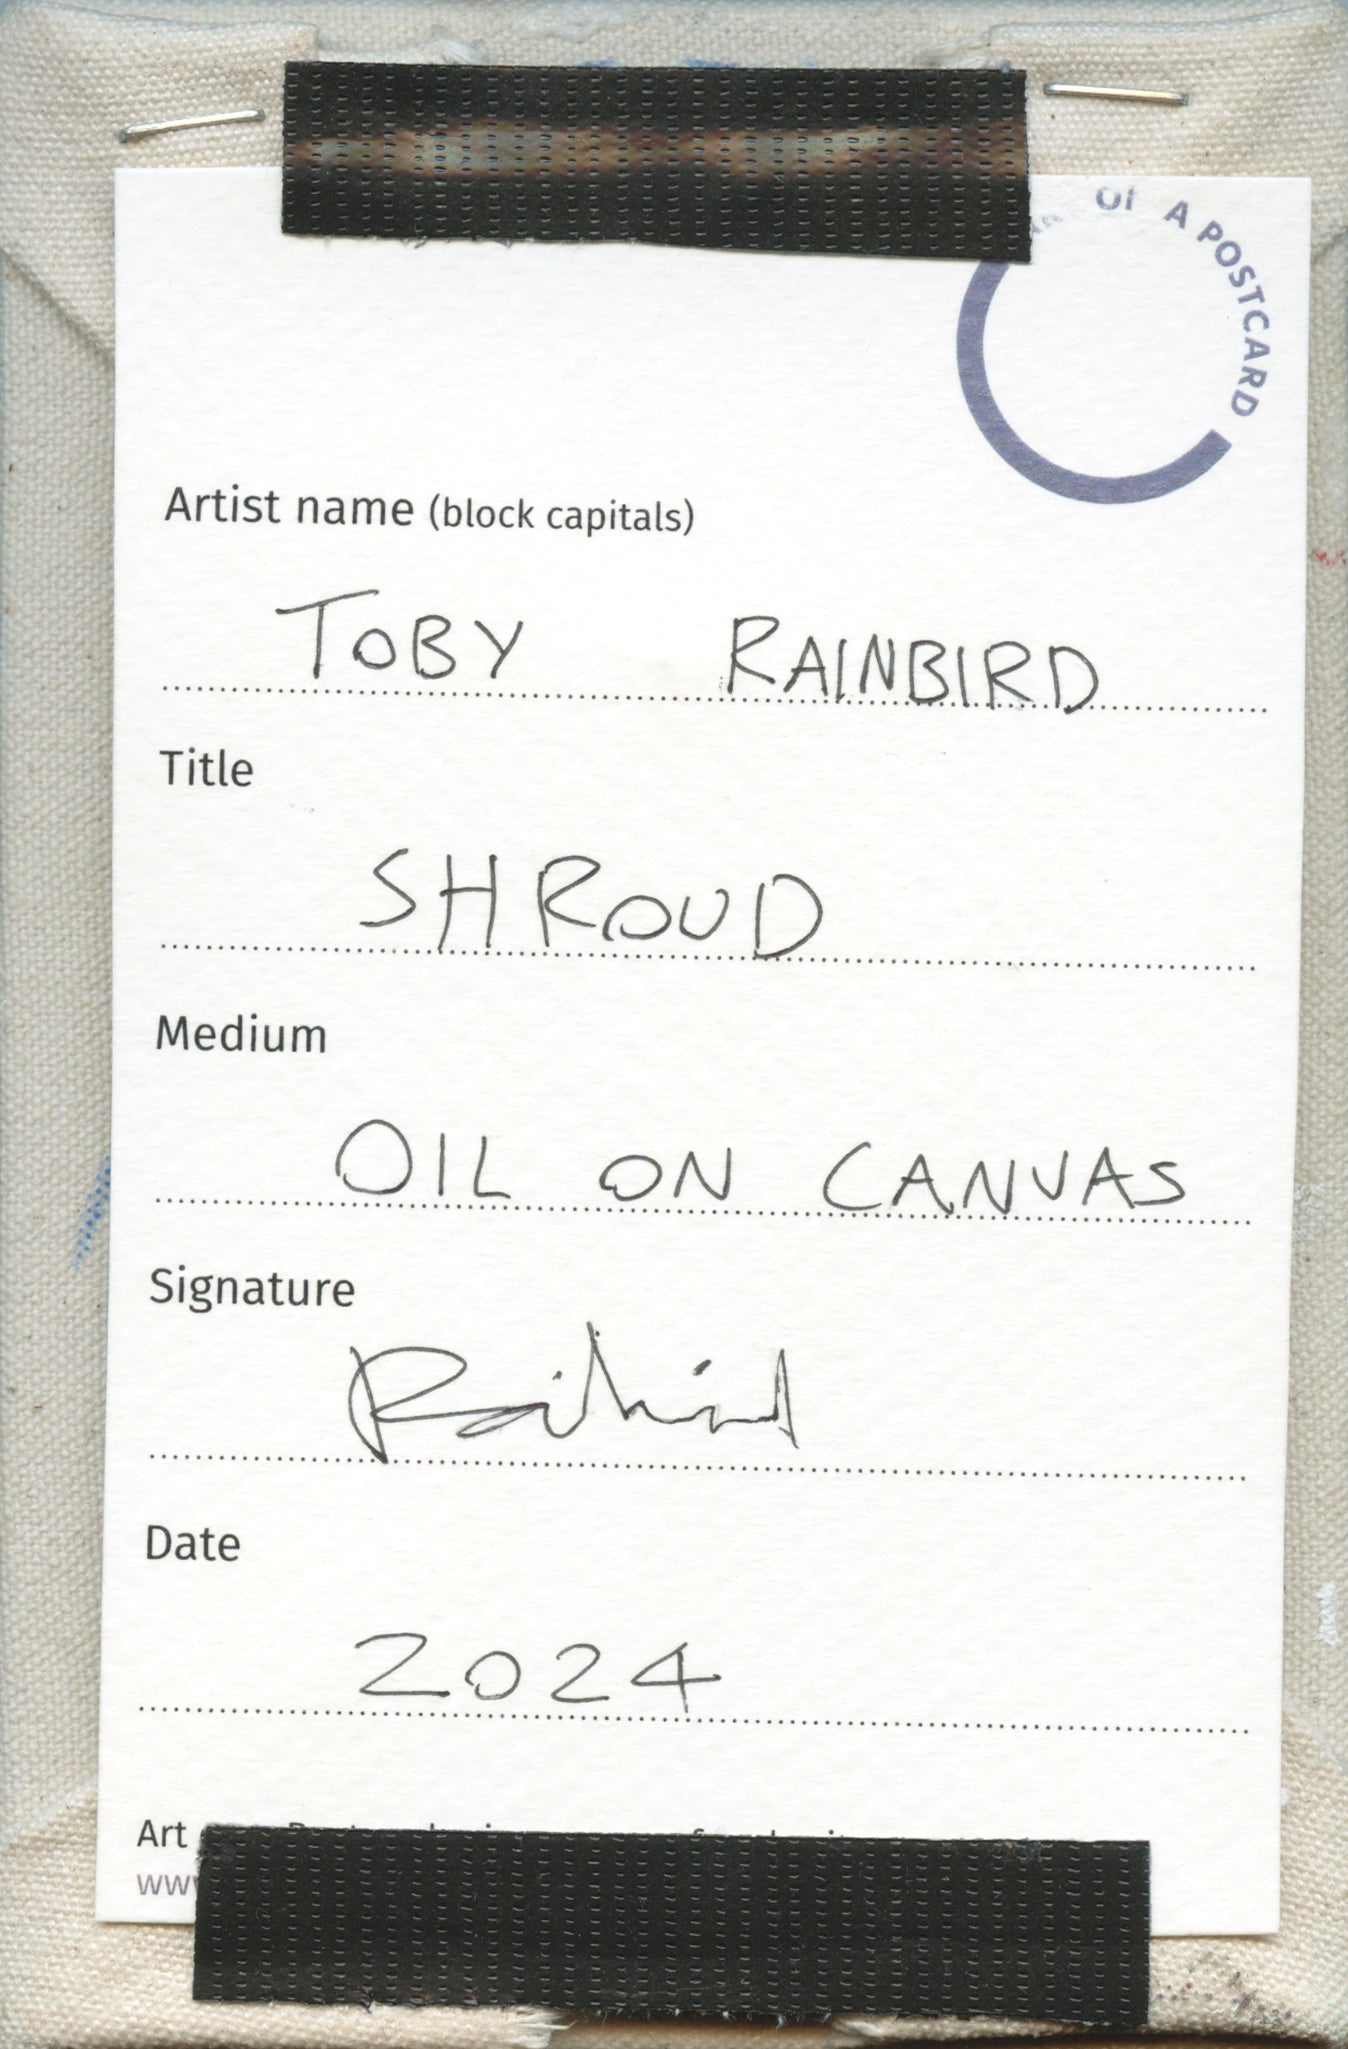 OF A POSTCARD
Artist name (block capitals)
TOBY RAINBIRD
Title
SHROUD
Medium
OIL ON CANVAS
Signature
Rainbird
Date
2024
Art
www